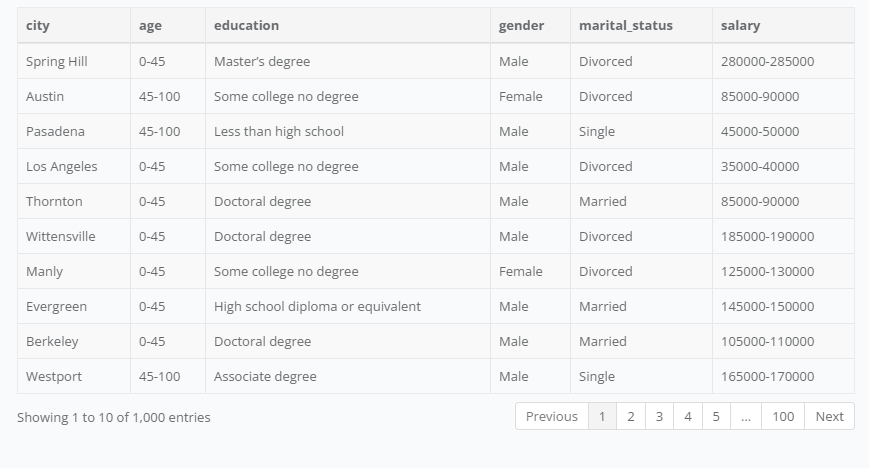 city age education gender marital_status salary
Spring Hill 0-45 Master's degree Male Divorced 280000-285000
Austin 45-100 Some college no degree Female Divorced 85000-90000
Pasadena 45-100 Less than high school Male Single 45000-50000
Los Angeles 0-45 Some college no degree Male Divorced 35000-40000
Thornton 0-45 Doctoral degree Male Married 85000-90000
Wittensville 0-45 Doctoral degree Male Divorced 185000-190000
Manly 0-45 Some college no degree Female Divorced 125000-130000
Evergreen 0-45 High school diploma or equivalent Male Married 145000-150000
Berkeley 0-45 Doctoral degree Male Married 105000-110000
Westport 45-100 Associate degree Male Single 165000-170000
Showing 1 to 10 of 1,000 entries Previous 1 2 3 4 5 ... 100 Next